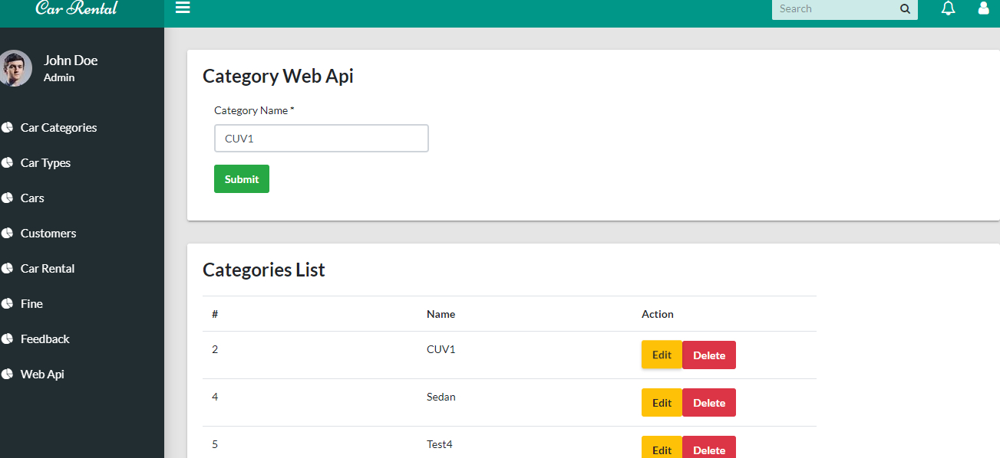 Car Rental
Search
John Doe
Admin
Car Categories
Car Types
Cars
Customers
Car Rental
Fine
Feedback
Web Api
Category Web Api
Category Name *
CUV1
Submit
Categories List
# Name Action
2 CUV1 Edit Delete
4 Sedan Edit Delete
5 Test4 Edit Delete